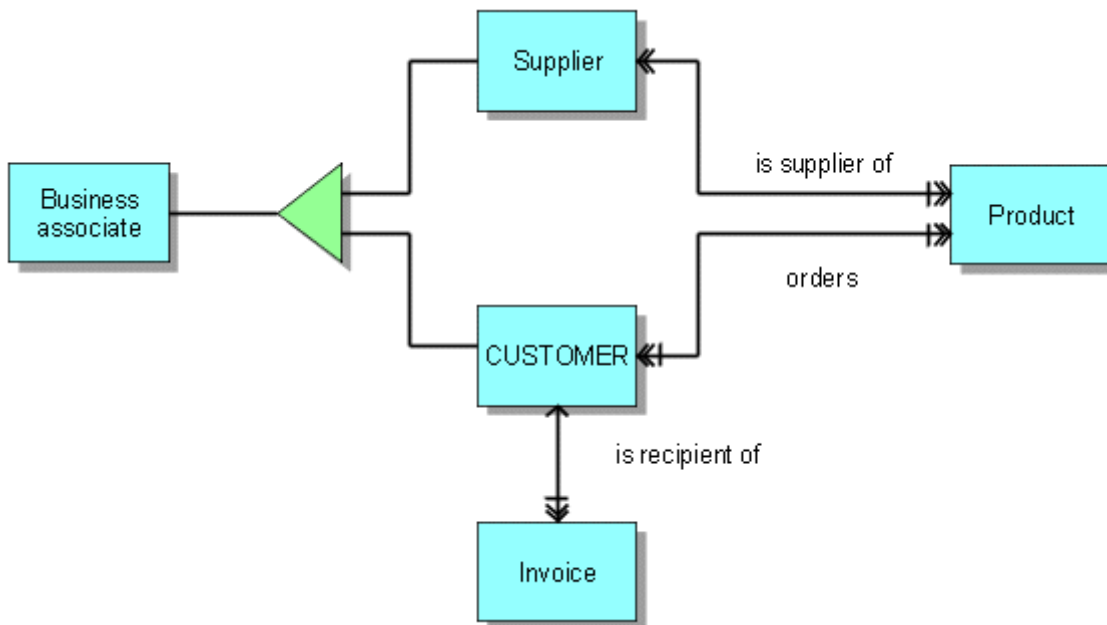 Supplier
is supplier of
Business
associate
Product
orders
CUSTOMER
is recipient of
Invoice